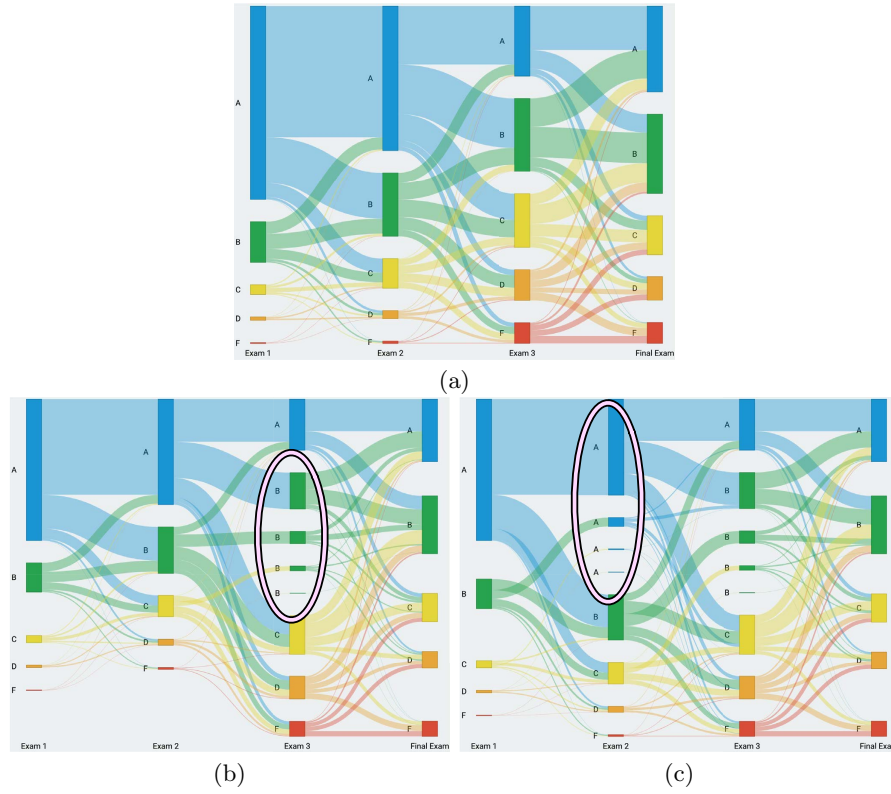 A A A A
B B B B
C C C C
D D D D
F F F F
Exam 1 Exam 2 Exam 3 Final Exam
(a)
A A A A
B B B B
B
B
B
C C C C
D D D D
F F F F
Exam 1 Exam 2 Exam 3 Final Exam
(b)
A A A A
A
A
A
B B B B
B
B
B
C C C C
D D D D
F F F F
Exam 1 Exam 2 Exam 3 Final Exa
(c)